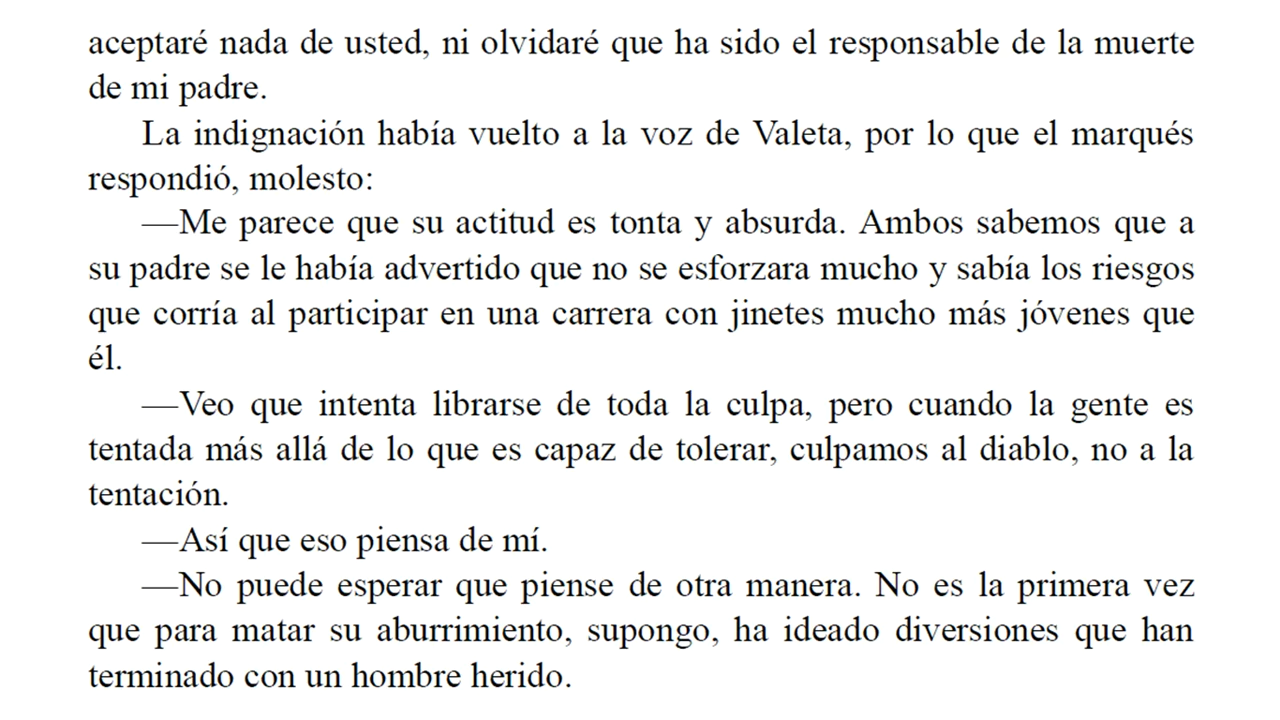 aceptaré nada de usted, ni olvidaré que ha sido el responsable de la muerte
de mi padre.
La indignación había vuelto a la voz de Valeta, por lo que el marqués
respondió, molesto:
—Me parece que su actitud es tonta y absurda. Ambos sabemos que a
su padre se le había advertido que no se esforzara mucho y sabía los riesgos
que corría al participar en una carrera con jinetes mucho más jóvenes que
él.
—Veo que intenta librarse de toda la culpa, pero cuando la gente es
tentada más allá de lo que es capaz de tolerar, culpamos al diablo, no a la
tentación.
—Así que eso piensa de mí.
—No puede esperar que piense de otra manera. No es la primera vez
que para matar su aburrimiento, supongo, ha ideado diversiones que han
terminado con un hombre herido.